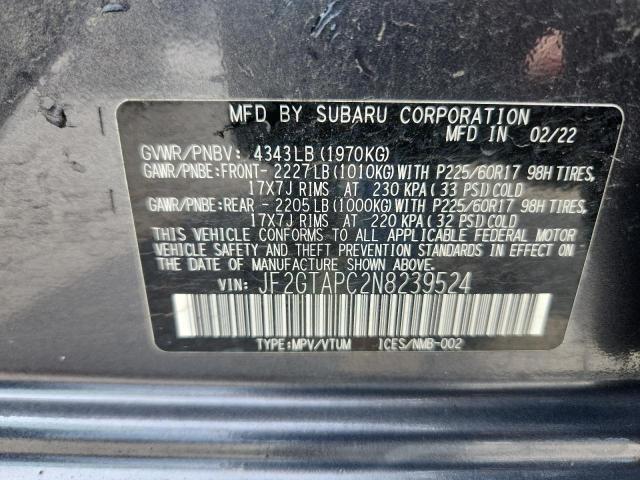 MFD BY SUBARU CORPORATION
MFD IN 02/22
GVWR/PNBV: 4343LB (1970KG)
GAWR/PNBE:FRONT- 2227LB (1010KG) WITH P225/60R17 98H TIRES,
17X7J RIMS AT 230 KPA (33 PSI) COLD
GAWR/PNBE:REAR - 2205LB (1000KG) WITH P225/60R17 98H TIRES,
17X7J RIMS AT 220 KPA (32 PSI) COLD
THIS VEHICLE CONFORMS TO ALL APPLICABLE FEDERAL MOTOR
VEHICLE SAFETY AND THEFT PREVENTION STANDARDS IN EFFECT
ON THE DATE OF MANUFACTURE SHOWN ABOVE.
VIN: JF2GTAPC2N8239524
TYPE:MPV/VTUM ICES/NMB-002